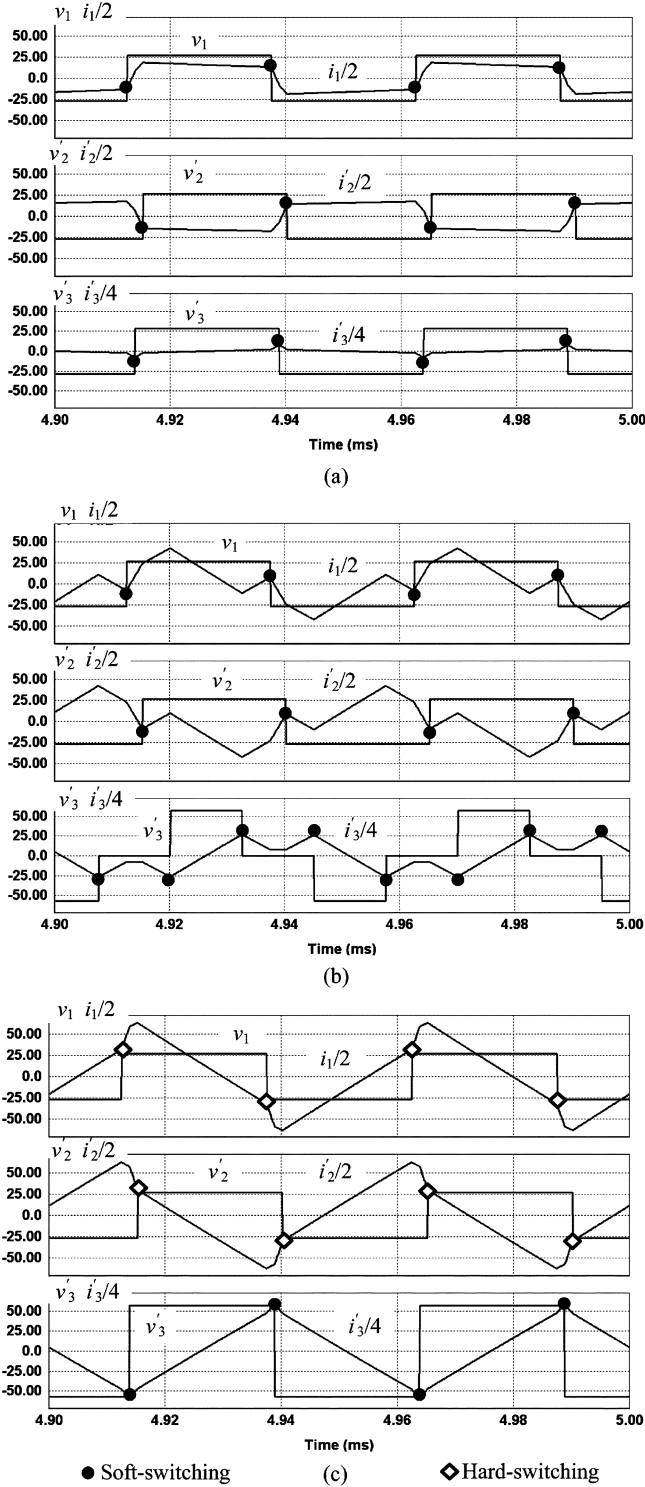 v1 i1/2
50.00
25.00
0.0
-25.00
-50.00
v1
i1/2
v'2 i'2/2
50.00
25.00
0.0
-25.00
-50.00
v'2
i'2/2
v'3 i'3/4
50.00
25.00
0.0
-25.00
-50.00
v'3
i'3/4
4.90 4.92 4.94 4.96 4.98 5.00
Time (ms)
(a)
v1 i1/2
50.00
25.00
0.00
-25.00
-50.00
v1
i1/2
v'2 i'2/2
50.00
25.00
0.00
-25.00
-50.00
v'2
i'2/2
v'3 i'3/4
50.00
25.00
0.00
-25.00
-50.00
v'3
i'3/4
4.90 4.92 4.94 4.96 4.98 5.00
Time (ms)
(b)
v1 i1/2
50.00
25.00
0.0
-25.00
-50.00
v1
i1/2
v'2 i'2/2
50.00
25.00
0.0
-25.00
-50.00
v'2
i'2/2
v'3 i'3/4
50.00
25.00
0.00
-25.00
-50.00
v'3
i'3/4
4.90 4.92 4.94 4.96 4.98 5.00
Time (ms)
● Soft-switching (c) ◇ Hard-switching